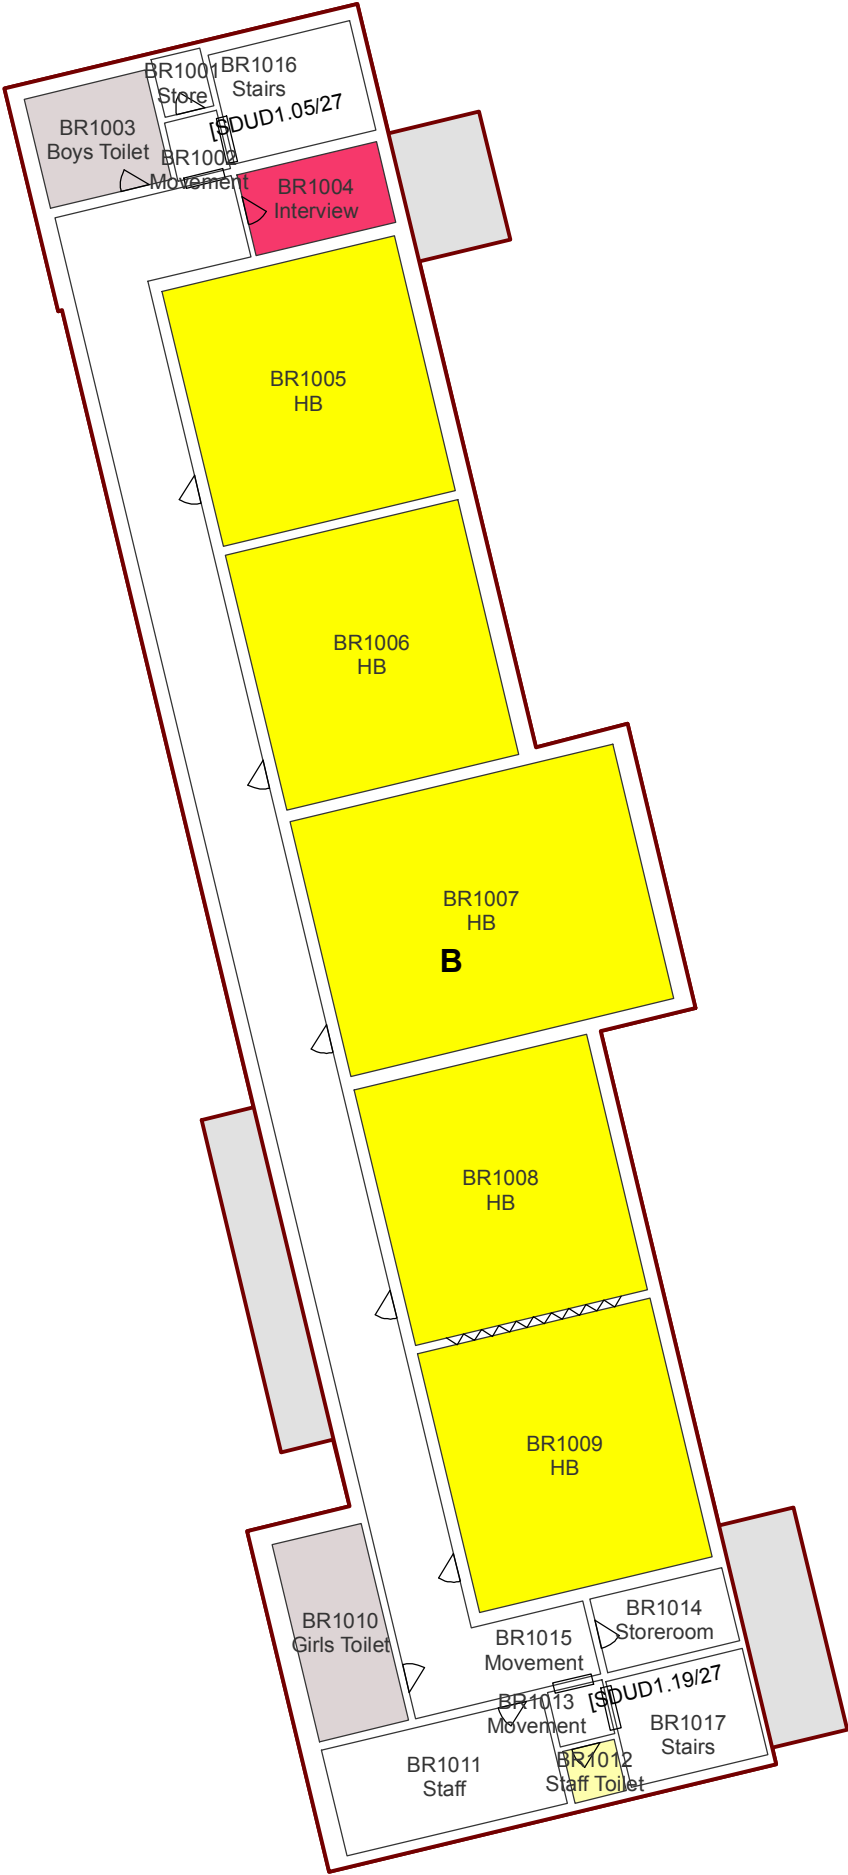 BR1001
Store
BR1016
Stairs
[SDUD1.05/27
BR1003
Boys Toilet
BR1002
Movement
BR1004
Interview
BR1005
HB
BR1006
HB
BR1007
HB
B
BR1008
HB
BR1009
HB
BR1010
Girls Toilet
BR1014
Storeroom
BR1015
Movement
[SDUD1.19/27
BR1013
Movement
BR1017
Stairs
BR1011
Staff
BR1012
Staff Toilet